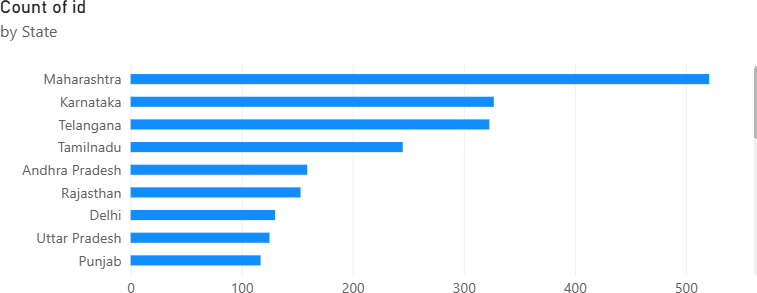 Count of id
by State
Maharashtra
Karnataka
Telangana
Tamilnadu
Andhra Pradesh
Rajasthan
Delhi
Uttar Pradesh
Punjab
0 100 200 300 400 500